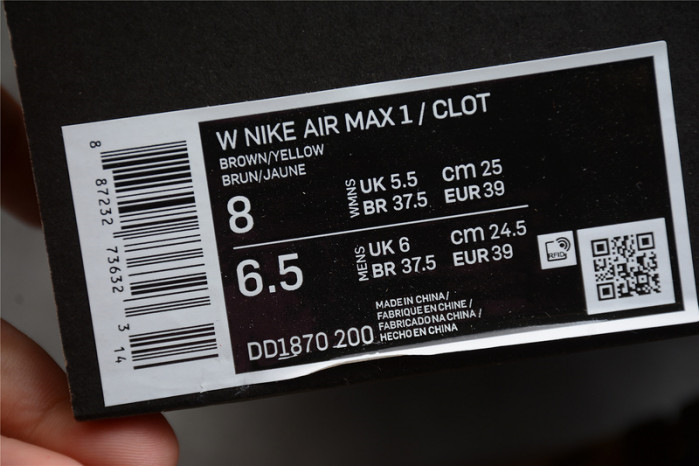 W NIKE AIR MAX 1 / CLOT
BROWN/YELLOW
BRUN/JAUNE
8
WMNS
UK 5.5 cm 25
BR 37.5 EUR 39
6.5
MENS
UK 6 cm 24.5
BR 37.5 EUR 39
RFID
DD1870 200
MADE IN CHINA /
FABRIQUE EN CHINE /
FABRICADO NA CHINA /
HECHO EN CHINA
8 87232 73632 3 14